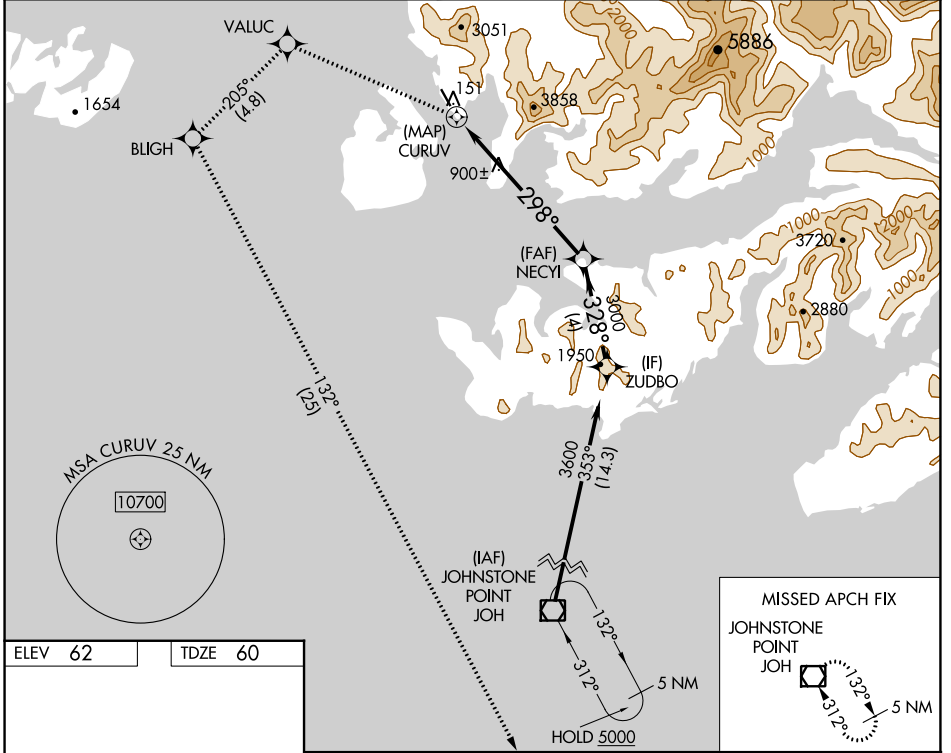 VALUC
3051
5886
2000
1654
205°
(4.8)
151
3858
(MAP)
CURUV
BLIGH
900±
1000
298°
(FAF)
NECYI
1000
2000
3720
1000
2880
3000
328°
(4)
1950
(IF)
ZUDBO
132°
(25)
MSA CURUV 25 NM
10700
3600
353°
(14.3)
(IAF)
JOHNSTONE
POINT
JOH
132°
312°
5 NM
HOLD 5000
MISSED APCH FIX
JOHNSTONE
POINT
JOH
132°
312°
5 NM
ELEV 62
TDZE 60